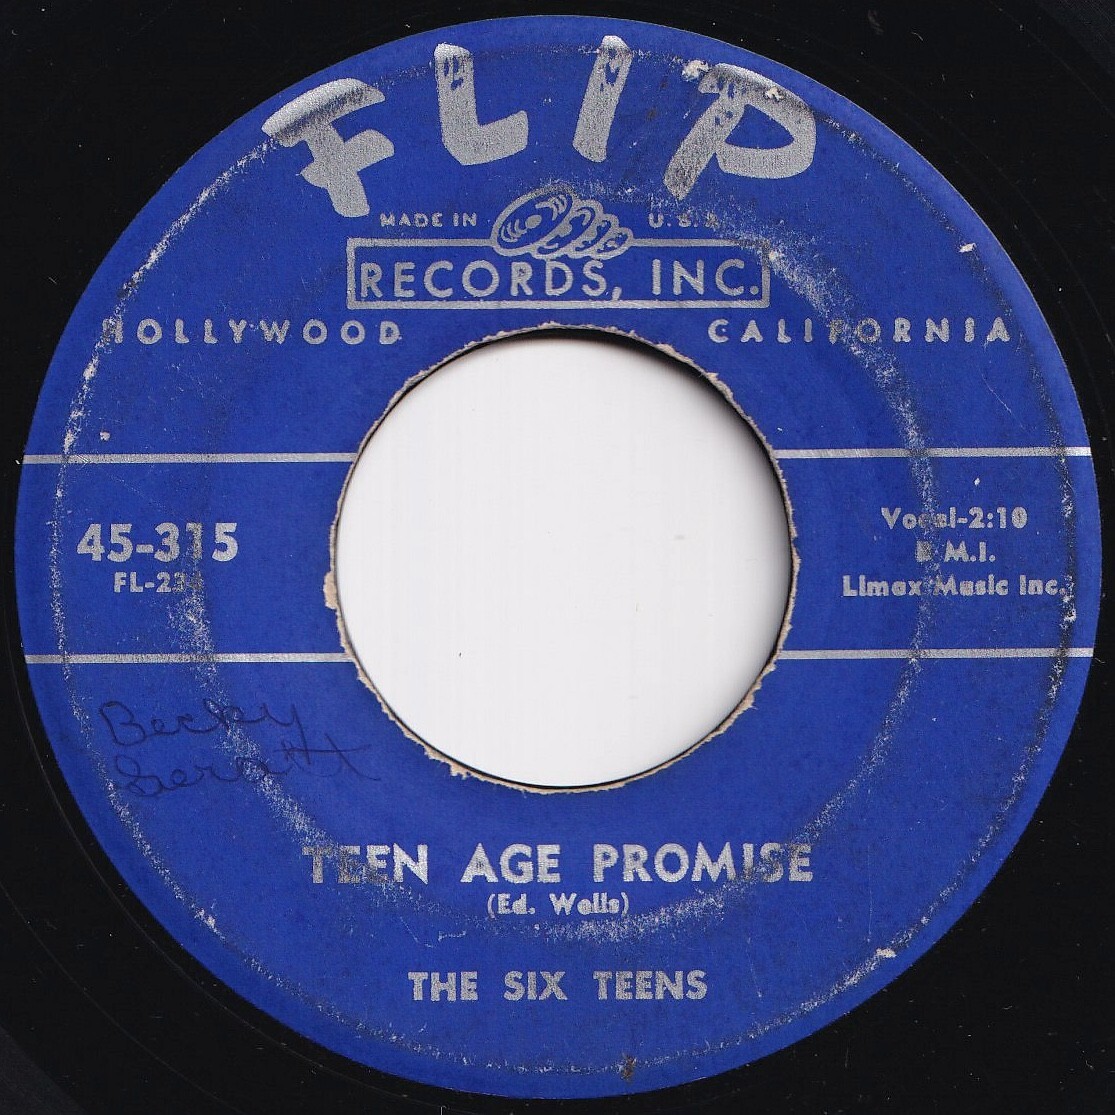 FLIP
MADE IN U.S.A.
RECORDS, INC.
HOLLYWOOD CALIFORNIA
45-315
Vocal-2:10
B.M.I.
Limax Music Inc.
Becky
TEEN AGE PROMISE
(Ed. Wells)
THE SIX TEENS